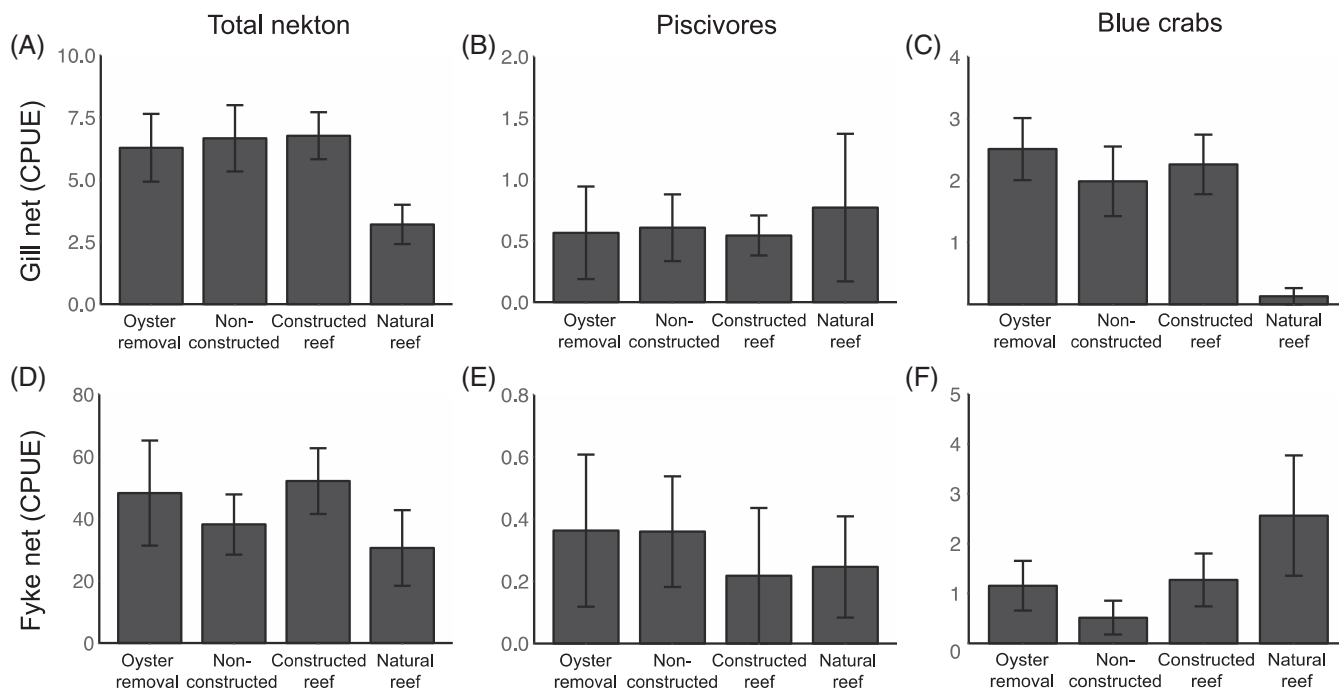 Total nekton
Piscivores
Blue crabs
(A)
(B)
(C)
Gill net (CPUE)
10.0
7.5
5.0
2.5
0.0
2.0
1.5
1.0
0.5
0.0
4
3
2
1
Oyster
removal
Non-
constructed
Constructed
reef
Natural
reef
Oyster
removal
Non-
constructed
Constructed
reef
Natural
reef
Oyster
removal
Non-
constructed
Constructed
reef
Natural
reef
(D)
(E)
(F)
Fyke net (CPUE)
80
60
40
20
0
0.8
0.6
0.4
0.2
0.0
5
4
3
2
1
0
Oyster
removal
Non-
constructed
Constructed
reef
Natural
reef
Oyster
removal
Non-
constructed
Constructed
reef
Natural
reef
Oyster
removal
Non-
constructed
Constructed
reef
Natural
reef